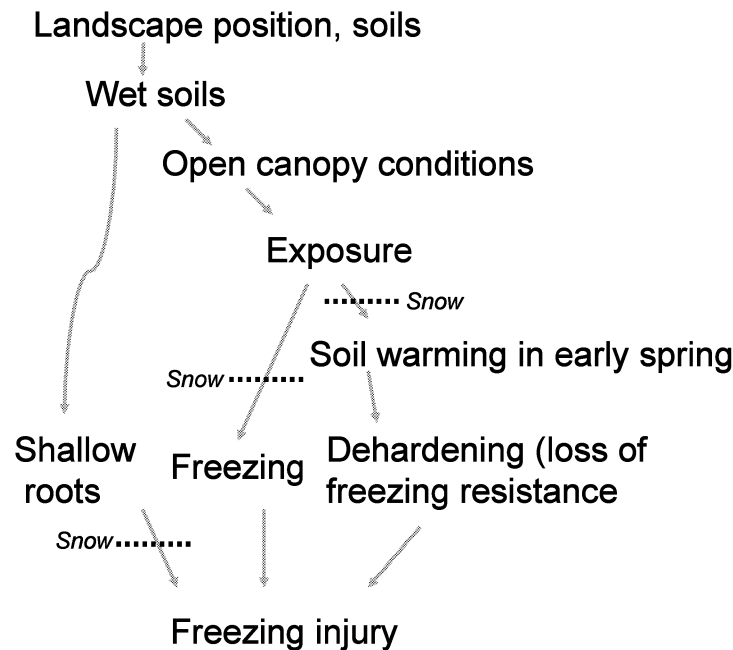 Landscape position, soils
Wet soils
Open canopy conditions
Exposure
Snow
Soil warming in early spring
Snow
Shallow
roots
Freezing
Dehardening (loss of
freezing resistance
Snow
Freezing injury